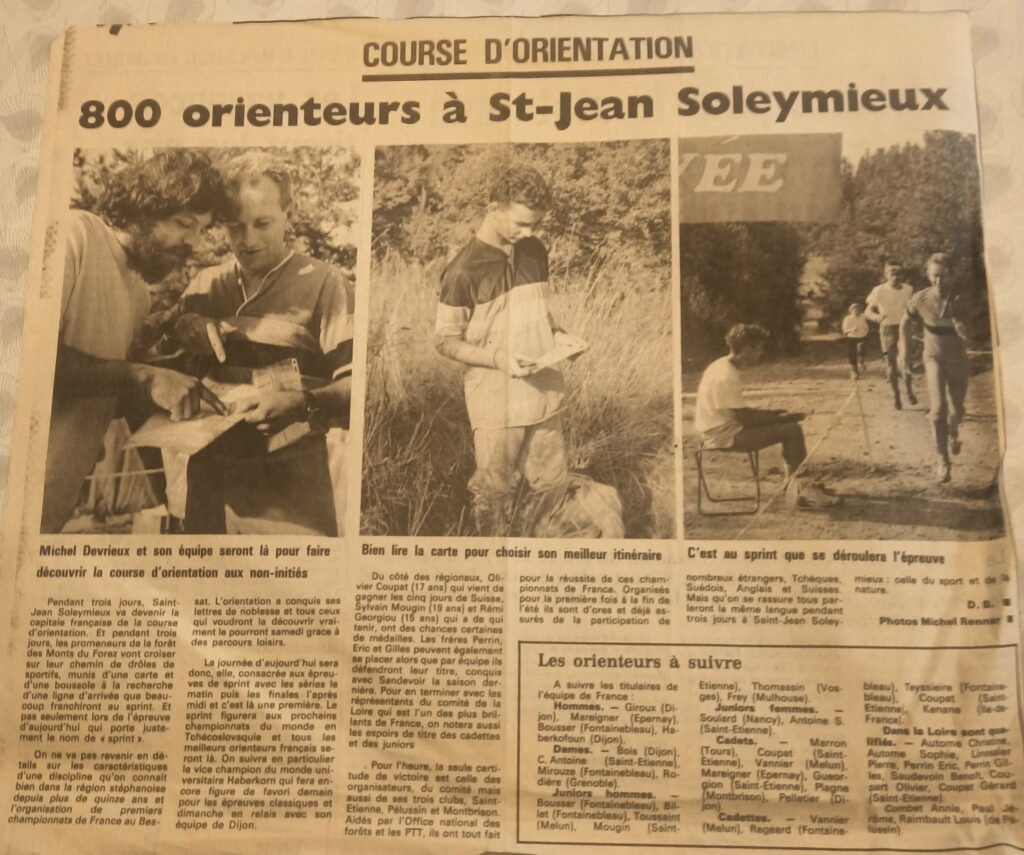 COURSE D'ORIENTATION
800 orienteurs à St-Jean Soleymieux
YÉE
Michel Devrieux et son équipe seront là pour faire
découvrir la course d'orientation aux non-initiés
Bien lire la carte pour choisir son meilleur itinéraire
C'est au sprint que se déroulera l'épreuve
Pendant trois jours, Saint-
Jean Soleymieux va devenir la
capitale française de la course
d'orientation. Et pendant trois
jours, les promeneurs de la forêt
des Monts du Forez vont croiser
sur leur chemin de drôles de
sportifs, munis d'une carte et
d'une boussole à la recherche
d'une ligne d'arrivée que beau-
coup franchiront au sprint. Et
pas seulement lors de l'épreuve
d'aujourd'hui qui porte juste-
ment le nom de « sprint ».
On ne va pas revenir en dé-
tails sur les caractéristiques
d'une discipline qu'on connait
bien dans la région stéphanoise
depuis plus de quinze ans et
l'organisation de premiers
championnats de France au Bes-
sat. L'orientation a conquis ses
lettres de noblesse et tous ceux
qui voudront la découvrir vrai-
ment le pourront samedi grace à
des parcours loisirs.
La journée d'aujourd'hui sera
donc, elle, consacrée aux épreu-
ves de sprint avec les séries le
matin puis les finales l'après
midi et c'est là une première. Le
sprint figurera aux prochains
championnats du monde en
Tchécoslovaquie et tous les
meilleurs orienteurs français se-
ront là. On suivra en particulier
le vice champion du monde uni-
versitaire Haberkorn qui fera en-
core figure de favori demain
pour les épreuves classiques et
dimanche en relais avec son
équipe de Dijon.
Du côté des régionaux, Oli-
vier Coupat (17 ans) qui vient de
gagner les cinq jours de Suisse,
Sylvain Mougin (19 ans) et Rémi
Georgiou (15 ans) qui a de qui
tenir, ont des chances certaines
de médailles. Les frères Perrin,
Eric et Gilles peuvent également
se placer alors que par équipe ils
défendront leur titre, conquis
avec Sandevoir la saison der-
nière. Pour en terminer avec les
représentants du comité de la
Loire qui est l'un des plus bril-
lants de France, on notera aussi
les espoirs de titre des cadettes
et des juniors
Pour l'heure, la seule certi-
tude de victoire est celle des
organisateurs, du comité mais
aussi de ses trois clubs, Saint-
Etienne, Pélussin et Montbrison.
Aidés par l'Office national des
forêts et les PTT, ils ont tout fait
pour la réussite de ces cham-
pionnats de France. Organisés
pour la première fois à la fin de
l'été ils sont d'ores et déjà as-
surés de la participation de
nombreux étrangers, Tchèques,
Suédois, Anglais et Suisses.
Mais qu'on se rassure tous par-
leront la même langue pendant
trois jours à Saint-Jean Soley-
mieux : celle du sport et de la
nature.
D. S.
Photos Michel Renner
Les orienteurs à suivre
A suivre les titulaires de
l'équipe de France :
Hommes. — Giroux (Di-
jon), Mareigner (Epernay),
Bousser (Fontainebleau), Ha-
berkofoun (Dijon).
Dames. — Bois (Dijon),
C. Antoine (Saint-Etienne),
Mirouze (Fontainebleau), Ro-
dière (Grenoble).
Juniors hommes. —
Bousser (Fontainebleau), Bil-
let (Fontainebleau), Toussaint
(Melun), Mougin (Saint-
Etienne), Thomassin (Vos-
ges), Frey (Mulhouse).
Juniors femmes. —
Soulard (Nancy), Antoine S.
(Saint-Etienne).
Cadets. — Marron
(Tours), Coupat (Saint-
Etienne), Vannier (Melun),
Mareigner (Epernay), Gueor-
gion (Saint-Etienne), Plagne
(Montbrison), Pelletier (Di-
jon).
Cadettes. — Vannier
(Melun), Regeard (Fontaine-
bleau), Teyssieire (Fontaine-
bleau), Coupat (Saint-
Etienne), Kenene (Ile-de-
France).
Dans la Loire sont qua-
lifiés. — Autome Christine,
Autome Sophie, Linossier
Pierre, Perrin Eric, Perrin Gil-
les, Saudevoin Benoit, Cou-
part Olivier, Coupat Gérard
(Saint-Etienne).
Combet Annie, Paul Jé-
rôme, Raimbault Louis (de Pé-
lussin).